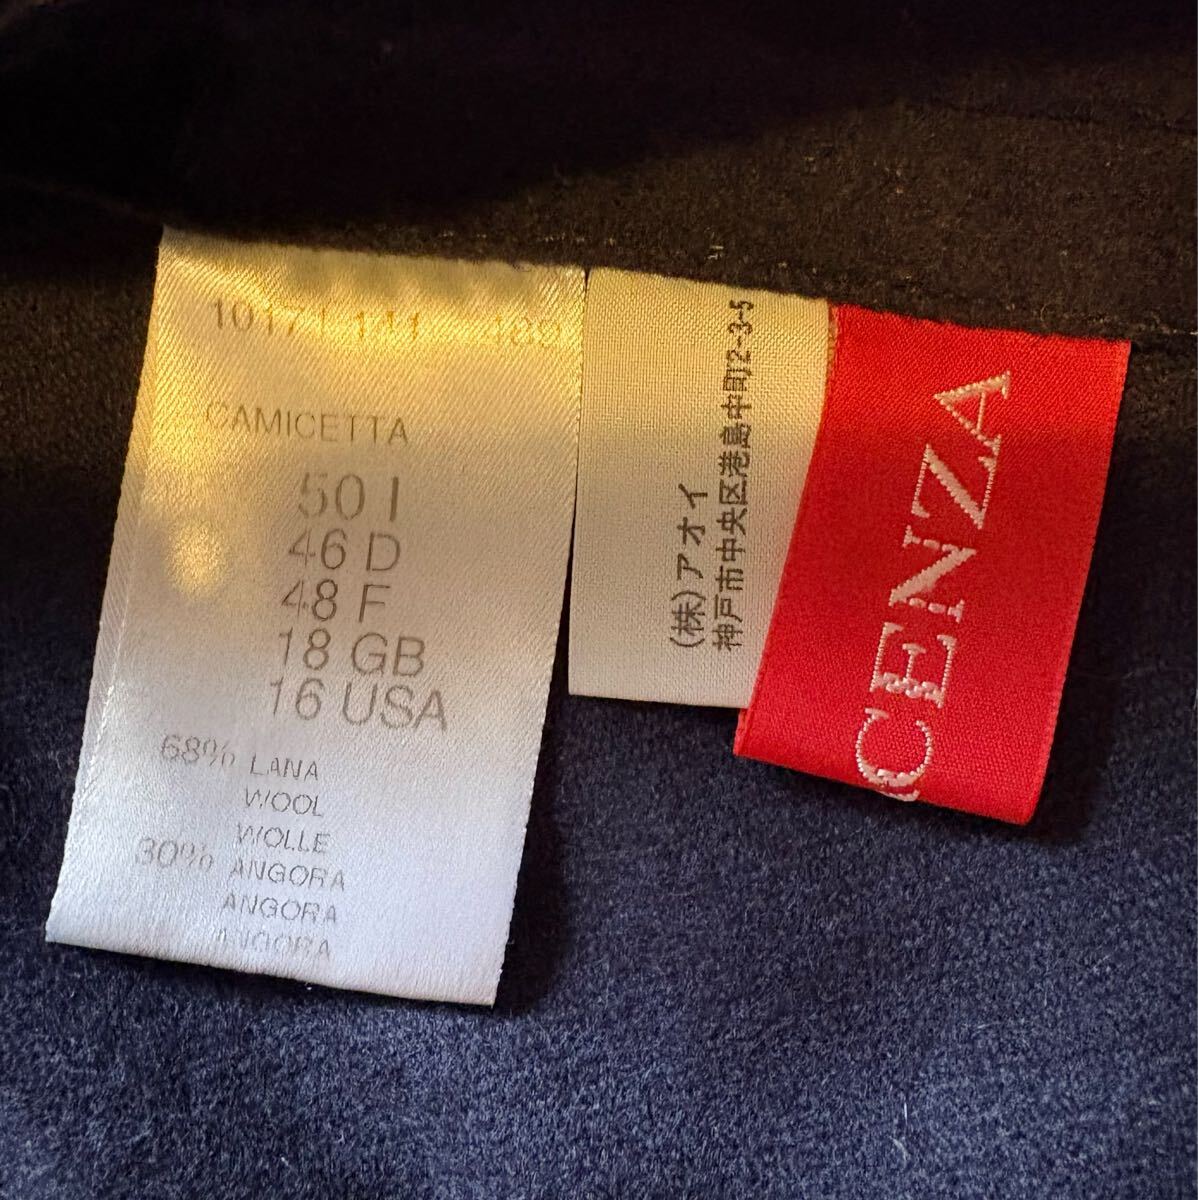 CAMICETTA
50 I
46 D
48 F
18 GB
16 USA
68% LANA
WOOL
WOLLE
30% ANGORA
ANGORA
ANGORA
(株)アオイ
神戸市中央区港島中町2-3-5
CENZA